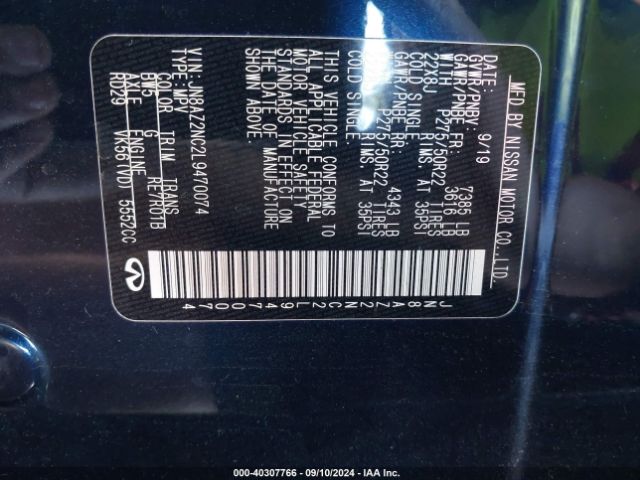 MFD BY NISSAN MOTOR CO.,LTD.
DATE: 9/19
GVWR/PNBV: 7385 LB
GAWR/PNBE FR: 3616 LB
WITH P275/50R22 TIRES
22X8J RIMS, AT 35PSI
COLD SINGLE
GAWR/PNBE RR: 4343 LB
P275/50R22 TIRES
RIMS, AT 35PSI
COLD SINGLE.
THIS VEHICLE CONFORMS TO
ALL APPLICABLE FEDERAL
MOTOR VEHICLE SAFETY
STANDARDS IN EFFECT ON
THE DATE OF MANUFACTURE
SHOWN ABOVE.
VIN: JN8AZ2NC2L9470074
TYPE: MPV
COLOR TRIM TRANS
BW5 G RE7R01B
AXLE ENGINE
RD29 VK56(VD) 5552CC
JN8AZ2NC2L9470074
000-40307766 - 09/10/2024 - IAA Inc.